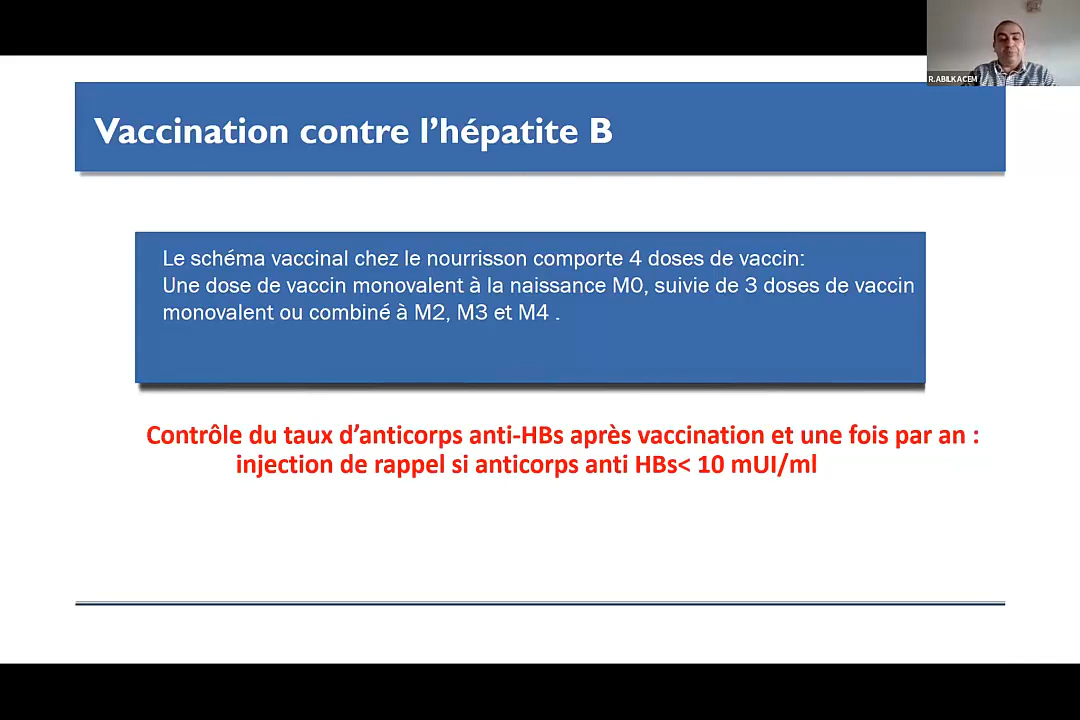 R.ABILKACEM
Vaccination contre l’hépatite B
Le schéma vaccinal chez le nourrisson comporte 4 doses de vaccin:
Une dose de vaccin monovalent à la naissance M0, suivie de 3 doses de vaccin
monovalent ou combiné à M2, M3 et M4 .
Contrôle du taux d’anticorps anti-HBs après vaccination et une fois par an :
injection de rappel si anticorps anti HBs< 10 mUI/ml